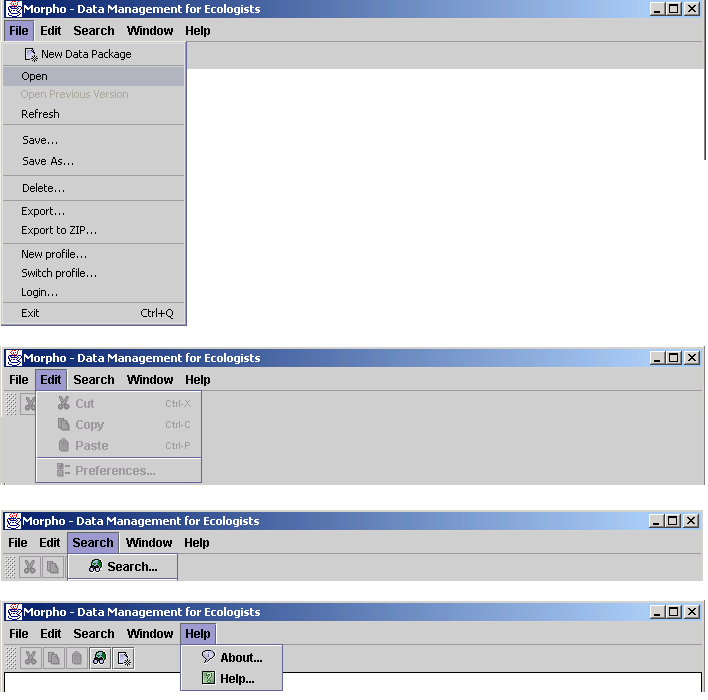 Morpho - Data Management for Ecologists
File Edit Search Window Help
New Data Package
Open
Open Previous Version
Refresh
Save...
Save As...
Delete...
Export...
Export to ZIP...
New profile...
Switch profile...
Login...
Exit Ctrl+Q
Morpho - Data Management for Ecologists
File Edit Search Window Help
Cut Ctrl-X
Copy Ctrl-C
Paste Ctrl-P
Preferences...
Morpho - Data Management for Ecologists
File Edit Search Window Help
Search...
Morpho - Data Management for Ecologists
File Edit Search Window Help
About...
Help...